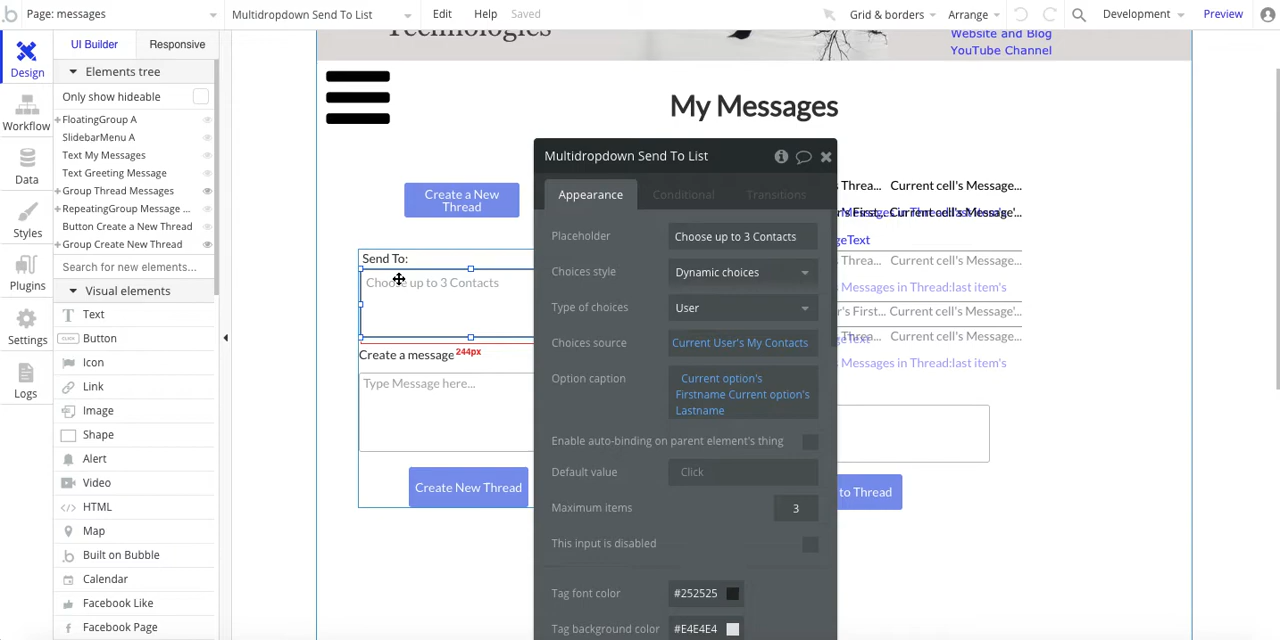 Page: messages
Multidropdown Send To List
Edit
Help
Saved
Grid & borders
Arrange
Development
Preview
UI Builder
Responsive
Design
Workflow
Data
Styles
Plugins
Settings
Logs
Elements tree
Only show hideable
FloatingGroup A
SlidebarMenu A
Text My Messages
Text Greeting Message
Group Thread Messages
RepeatingGroup Message ...
Button Create a New Thread
Group Create New Thread
Search for new elements...
Visual elements
Text
Button
Icon
Link
Image
Shape
Alert
Video
HTML
Map
Built on Bubble
Calendar
Facebook Like
Facebook Page
Technologies
Website and Blog
YouTube Channel
My Messages
Create a New
Thread
Send To:
Choose up to 3 Contacts
Create a message
244px
Type Message here...
Create New Thread
Multidropdown Send To List
Appearance
Conditional
Transitions
Placeholder
Choose up to 3 Contacts
Choices style
Dynamic choices
Type of choices
User
Choices source
Current User's My Contacts
Option caption
Current option's
Firstname Current option's
Lastname
Enable auto-binding on parent element's thing
Default value
Click
Maximum items
3
This input is disabled
Tag font color
#252525
Tag background color
#E4E4E4
s Threa... Current cell's Message'...
Current cell's Message'...
geText
Current cell's Message'...
Messages in Thread:last item's
r's First... Current cell's Message'...
Threa... Current cell's Message'...
Messages in Thread:last item's
to Thread